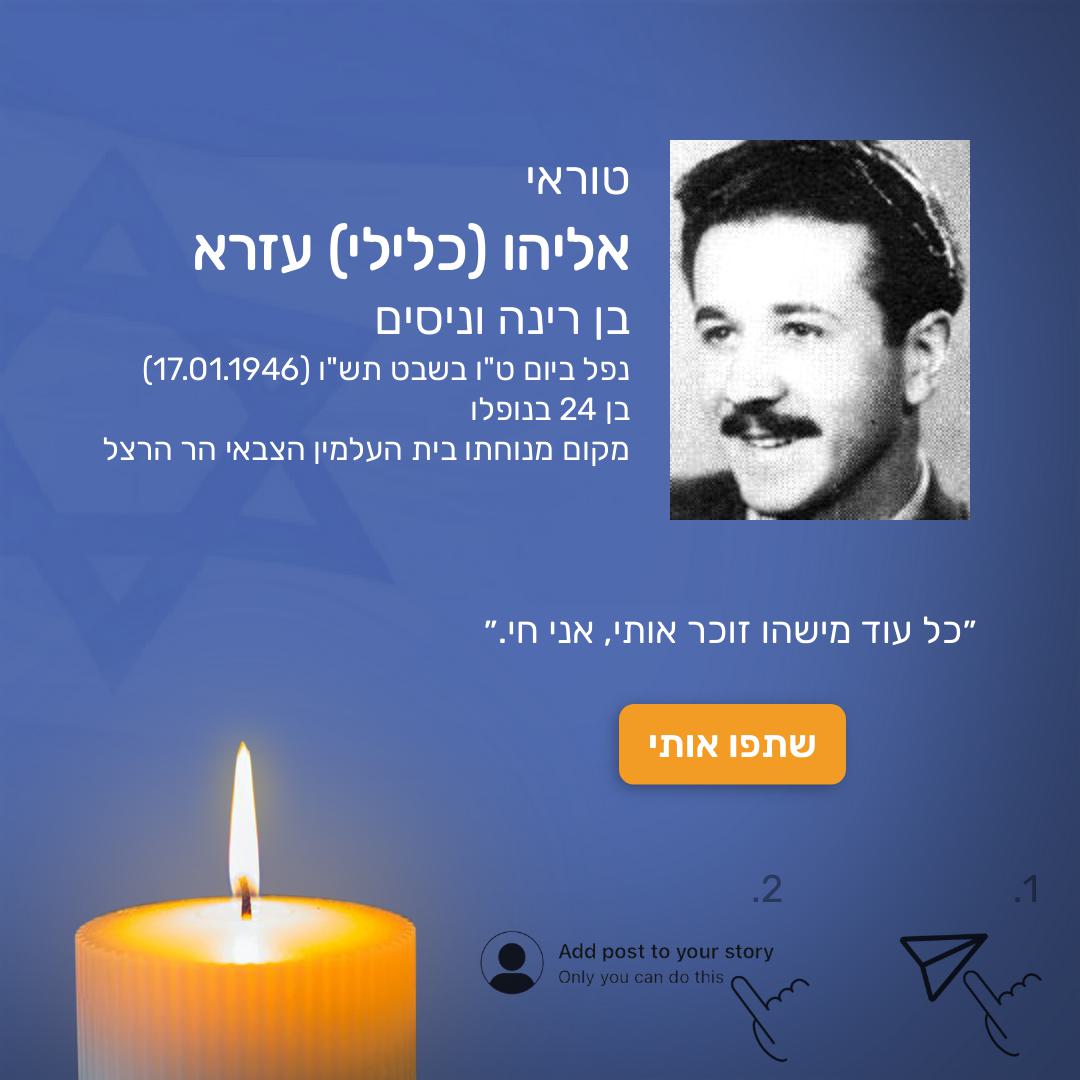 טוראי
אליהו (כלילי) עזרא
בן רינה וניסים
נפל ביום ט"ו בשבט תש"ו (17.01.1946)
בן 24 בנופלו
מקום מנוחתו בית העלמין הצבאי הר הרצל
״כל עוד מישהו זוכר אותי, אני חי.״
שתפו אותי
.1
.2
Add post to your story
Only you can do this